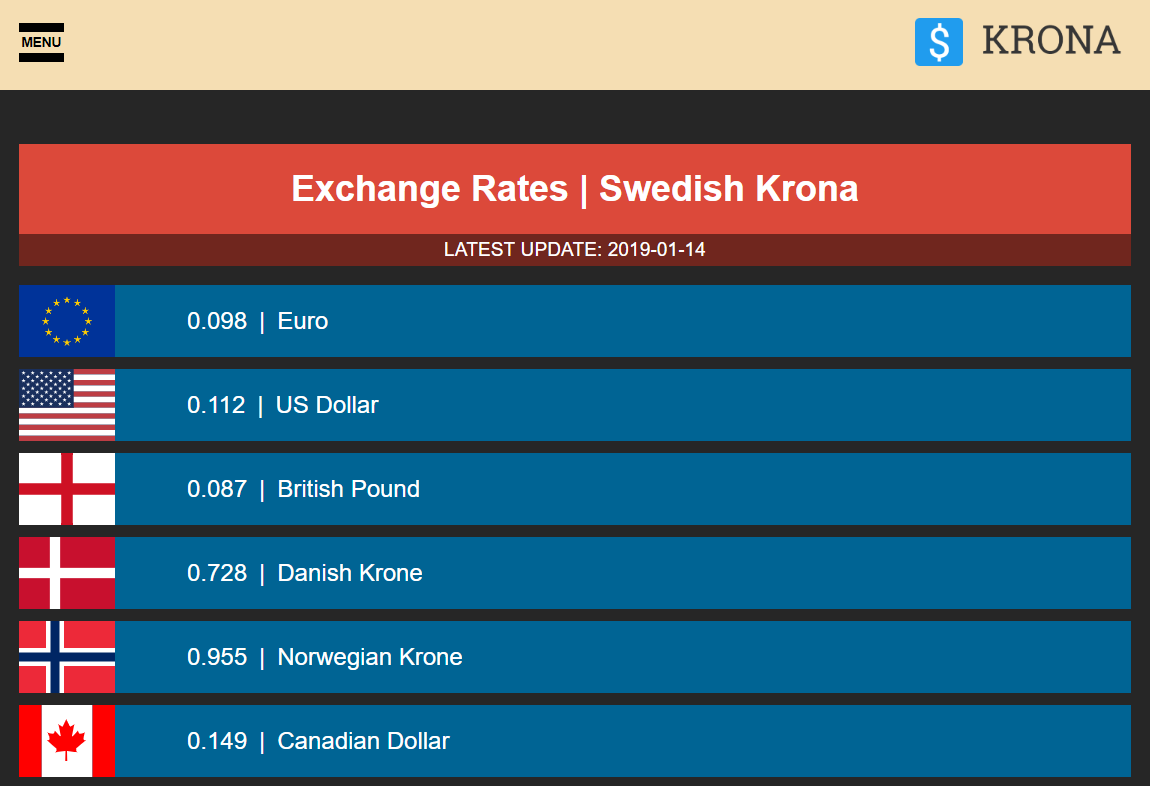 MENU
$ KRONA
Exchange Rates | Swedish Krona
LATEST UPDATE: 2019-01-14
0.098 | Euro
0.112 | US Dollar
0.087 | British Pound
0.728 | Danish Krone
0.955 | Norwegian Krone
0.149 | Canadian Dollar